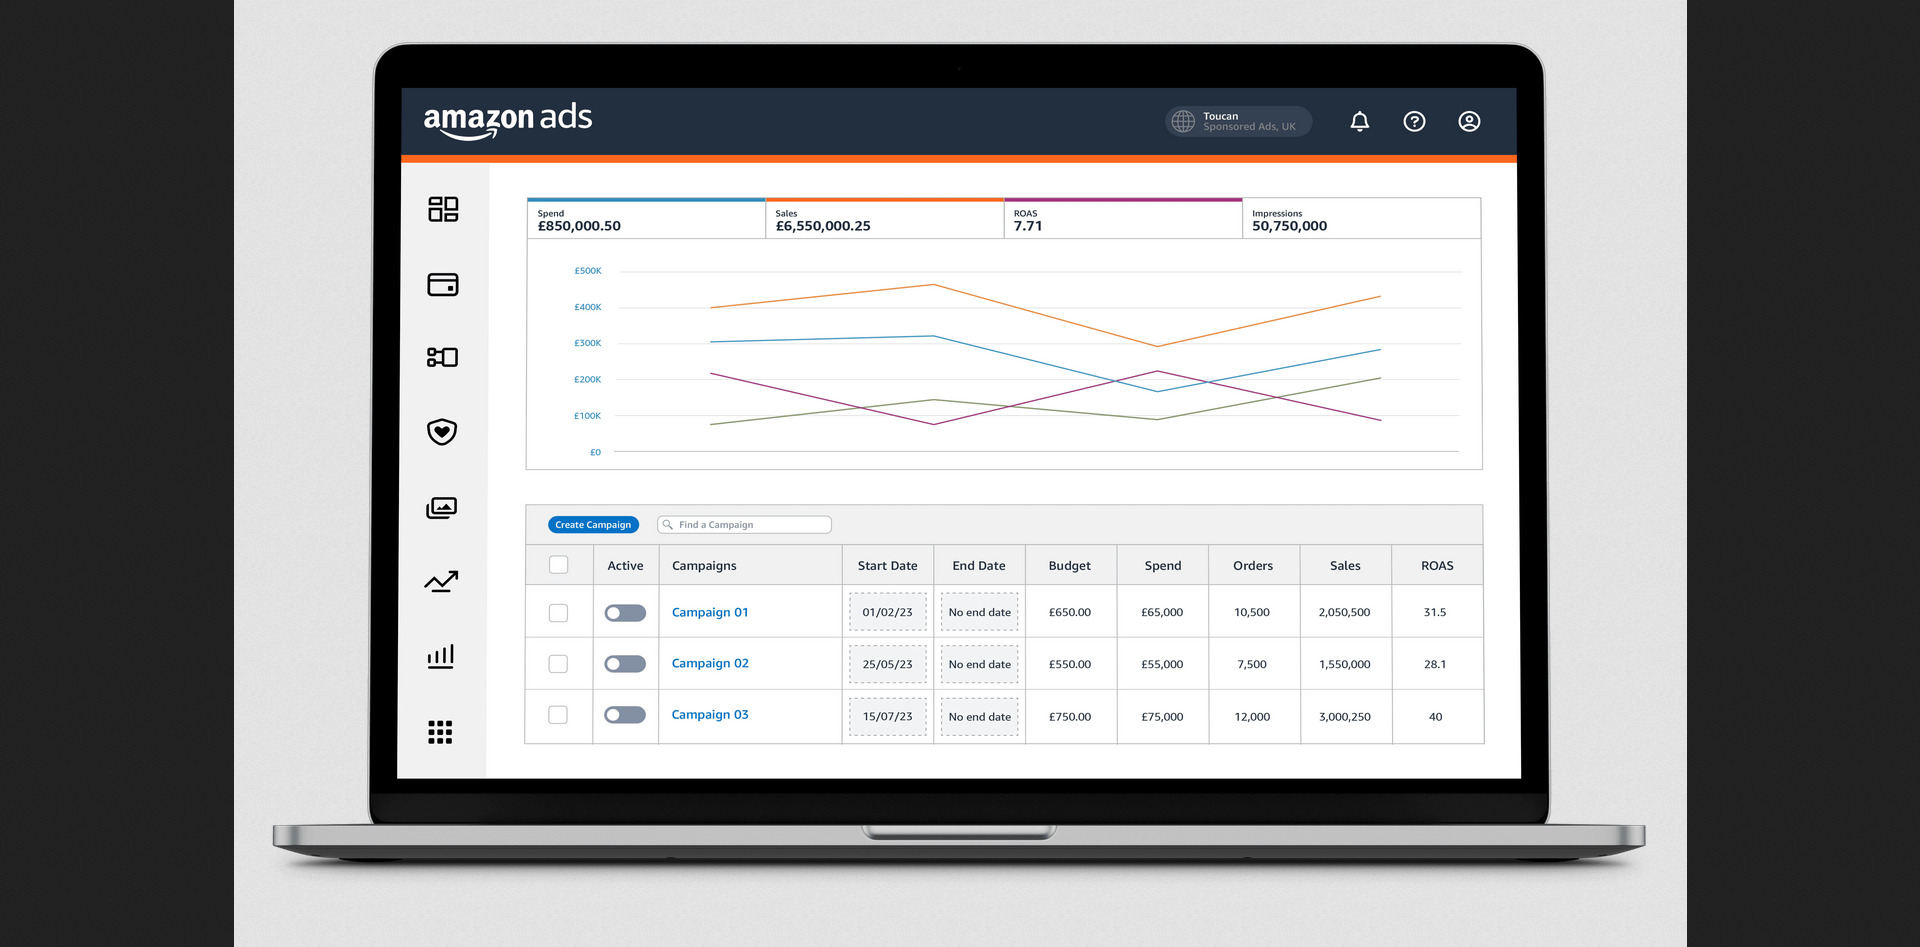 amazon ads
Toucan
Sponsored Ads, UK
Spend
£850,000.50
Sales
£6,550,000.25
ROAS
7.71
Impressions
50,750,000
£500K
£400K
£300K
£200K
£100K
£0
Create Campaign
Find a Campaign
Active Campaigns Start Date End Date Budget Spend Orders Sales ROAS
Campaign 01 01/02/23 No end date £650.00 £65,000 10,500 2,050,500 31.5
Campaign 02 25/05/23 No end date £550.00 £55,000 7,500 1,550,000 28.1
Campaign 03 15/07/23 No end date £750.00 £75,000 12,000 3,000,250 40